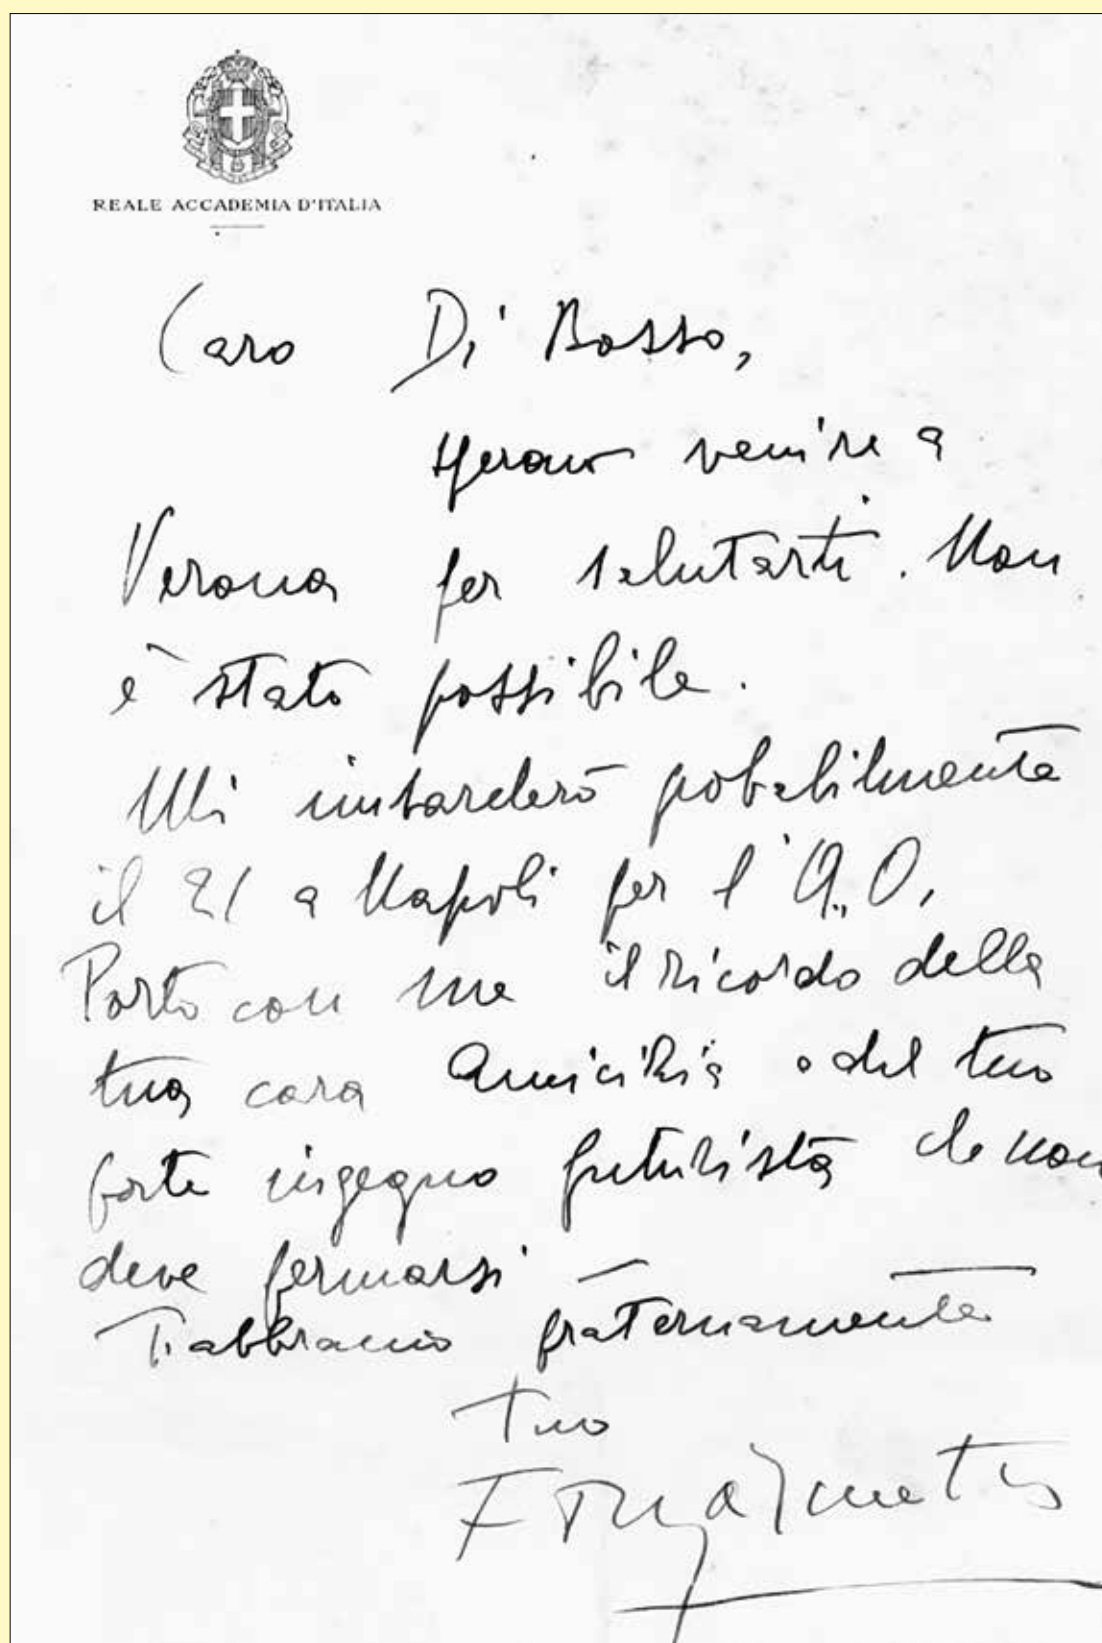 REALE ACCADEMIA D'ITALIA
Caro Di Bosso,
speravo venire a
Verona per salutarti. Non
è stato possibile.
Mi imbarcherò pobabilmente
il 21 a Napoli per l'A.O.
Porto con me il ricordo della
tua cara amicizia e del tuo
forte ingegno futurista che non
deve fermarsi
Ti abbraccio fraternamente
tuo
F T Marinetti